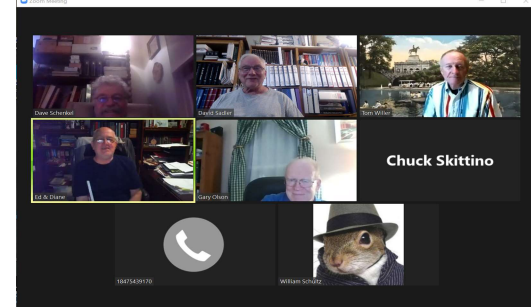 Zoom Meeting
Dave Schenkel
David Sadler
Tom Willer
Ed & Diane
Gary Olson
Chuck Skittino
18475439170
William Schultz